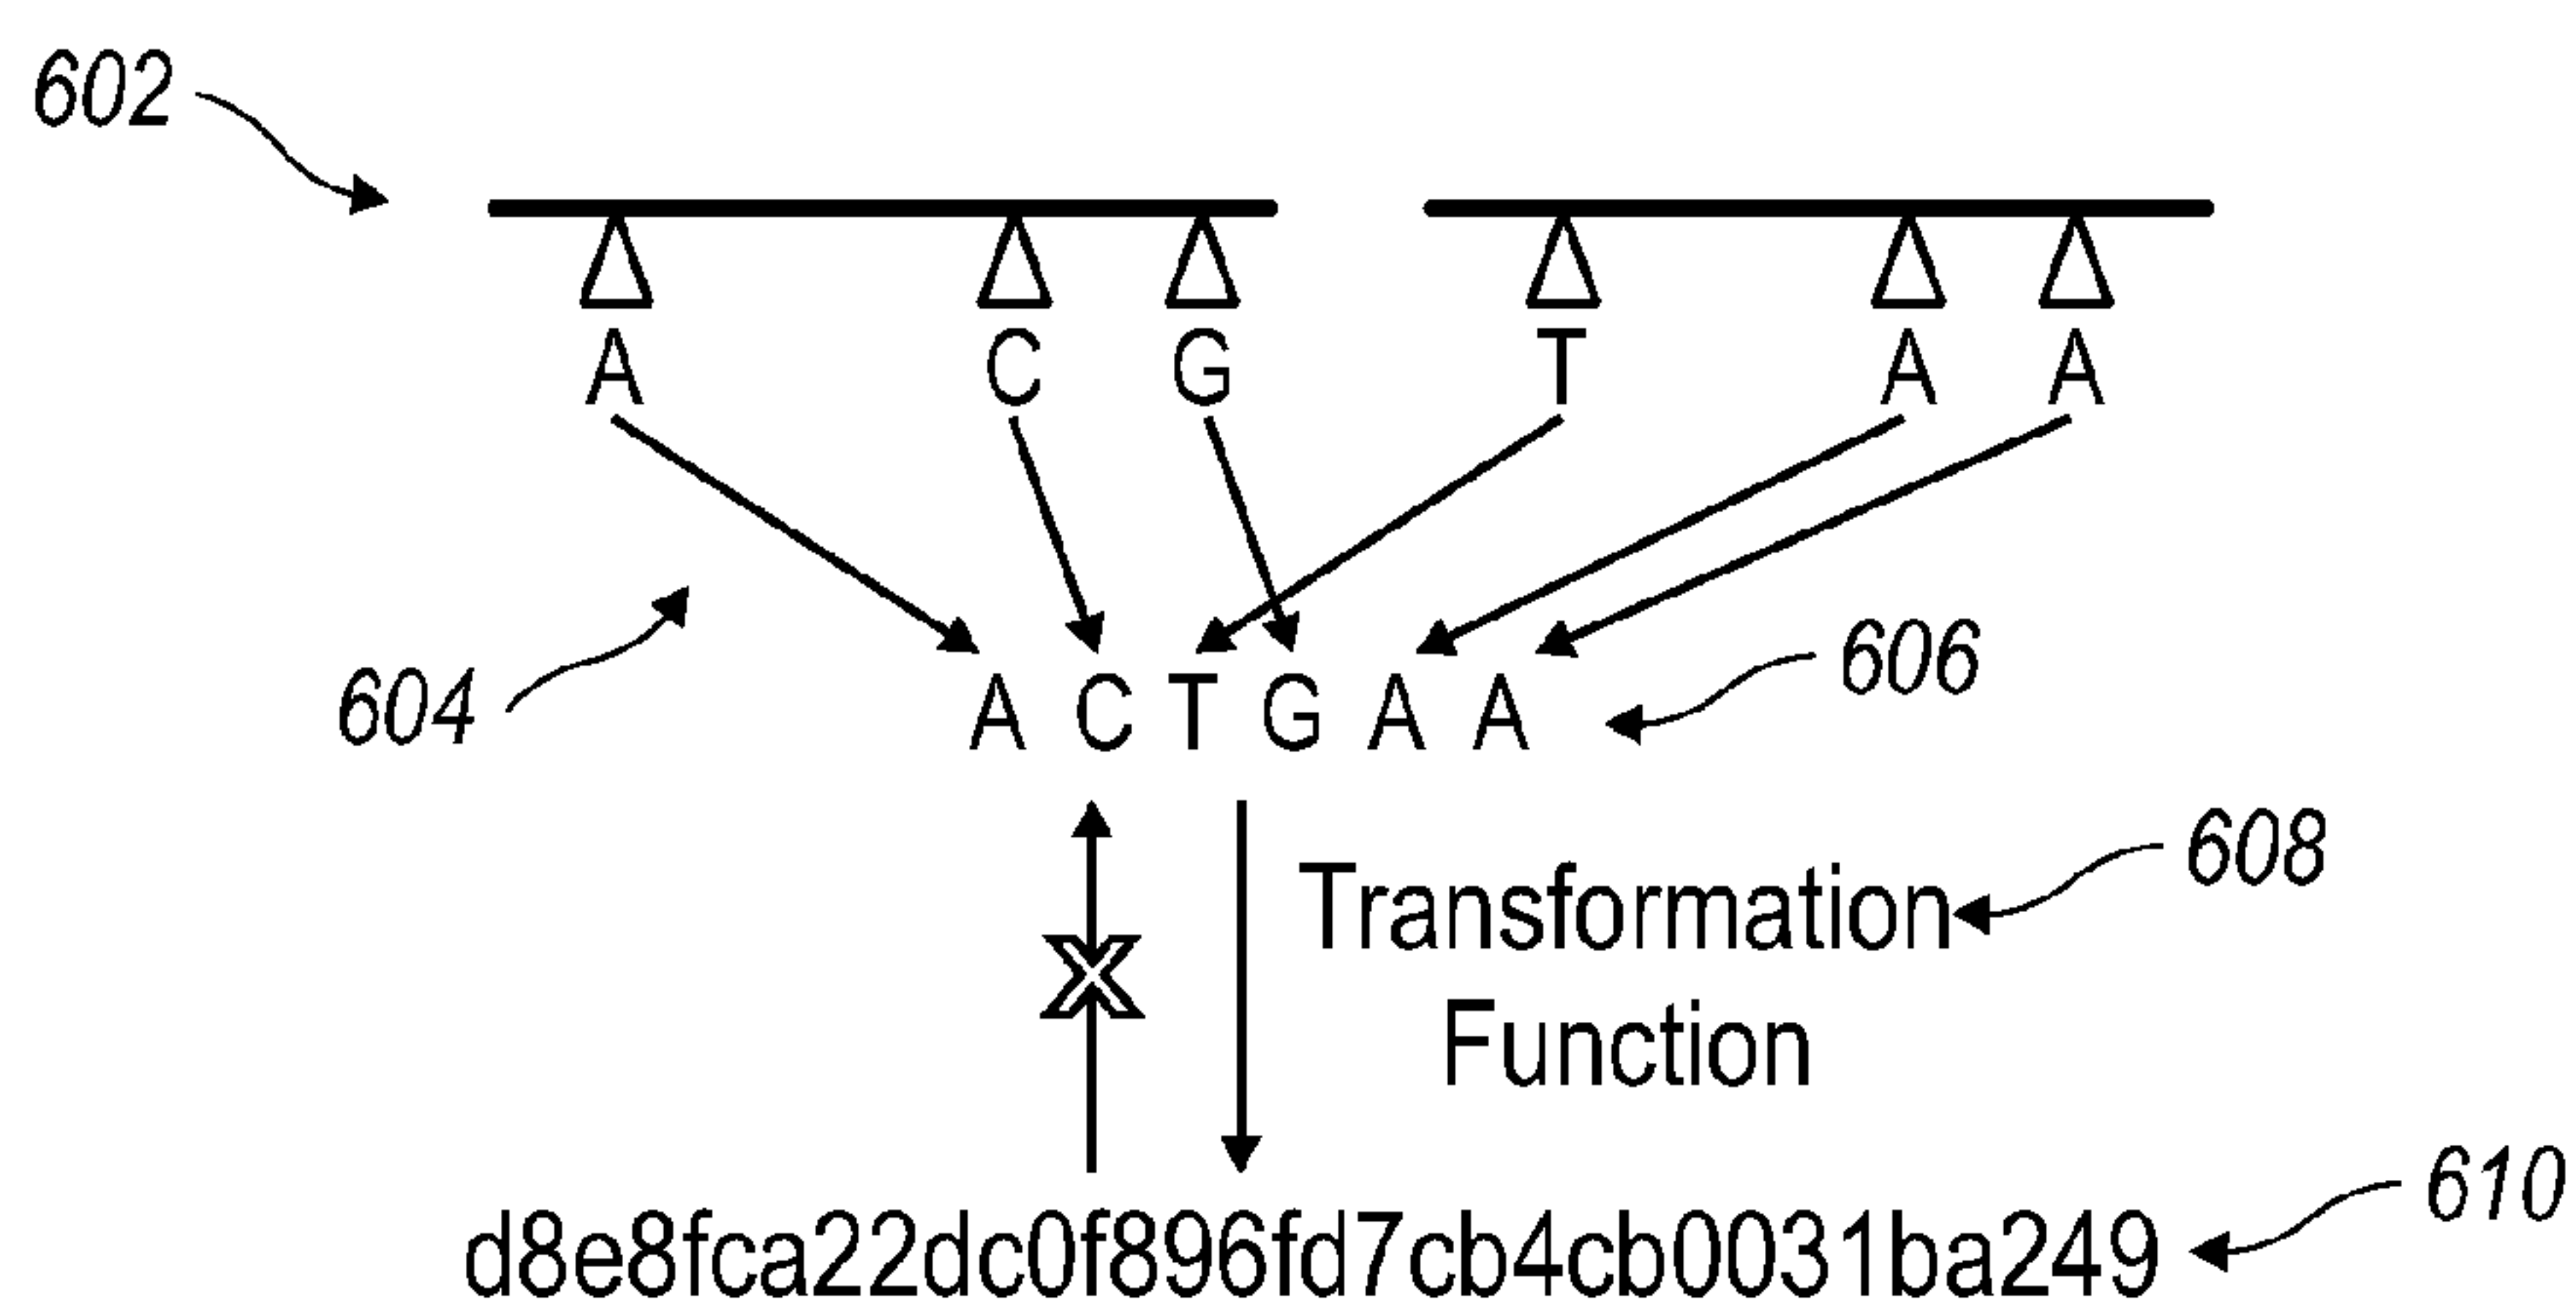 602
A C G T A A
604
A C T G A A
606
Transformation
Function
608
d8e8fca22dc0f896fd7cb4cb0031ba249
610